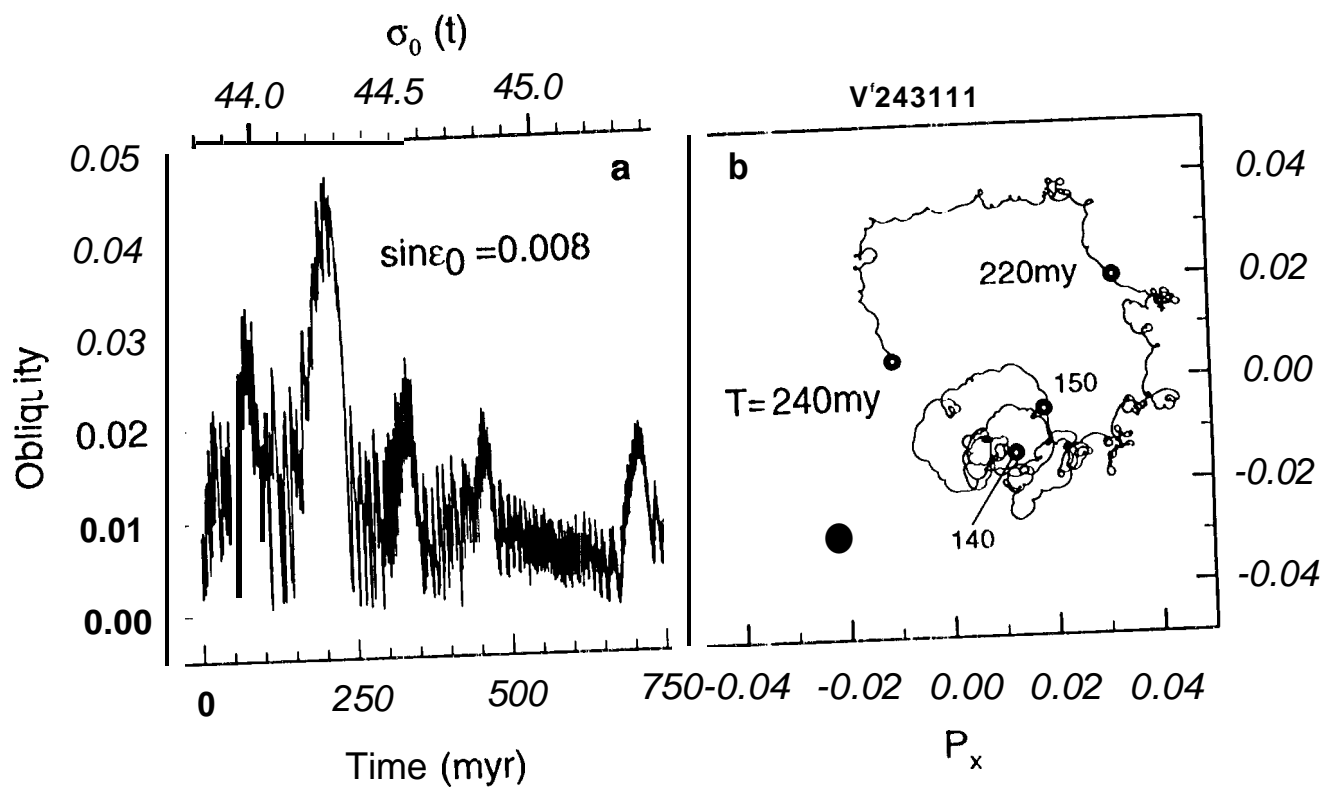 σ0 (t)
44.0 44.5 45.0
V'243111
0.05
0.04
0.03
0.02
0.01
0.00
Obliquity
a
sinε0 =0.008
0 250 500 750
Time (myr)
b
220my
T= 240my
150
140
0.04
0.02
0.00
-0.02
-0.04
-0.04 -0.02 0.00 0.02 0.04
Px